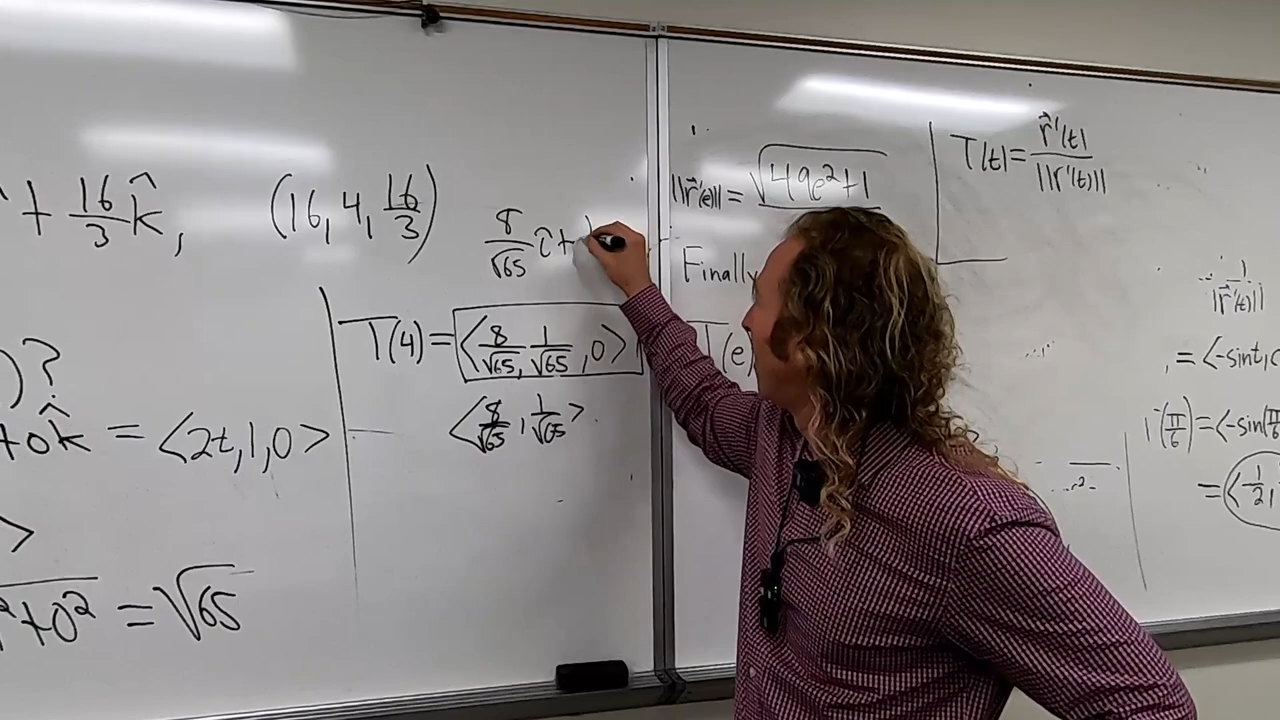 + 16/3 k̂, (16, 4, 16/3)
8/√65 î +
)?
+0k̂ = <2t, 1, 0>
>
²+0² = √65
T(4) = <8/√65, 1/√65, 0>
<8/√65, 1/√65>
||r⃗'(e)|| = √(49e²+1)
Finally
T(e)
T(t) = r⃗'(t)/||r⃗'(t)||
1/||r⃗'(t)||
= <-sint, c
(π/6) = <-sin(π/6
= <-1/2,